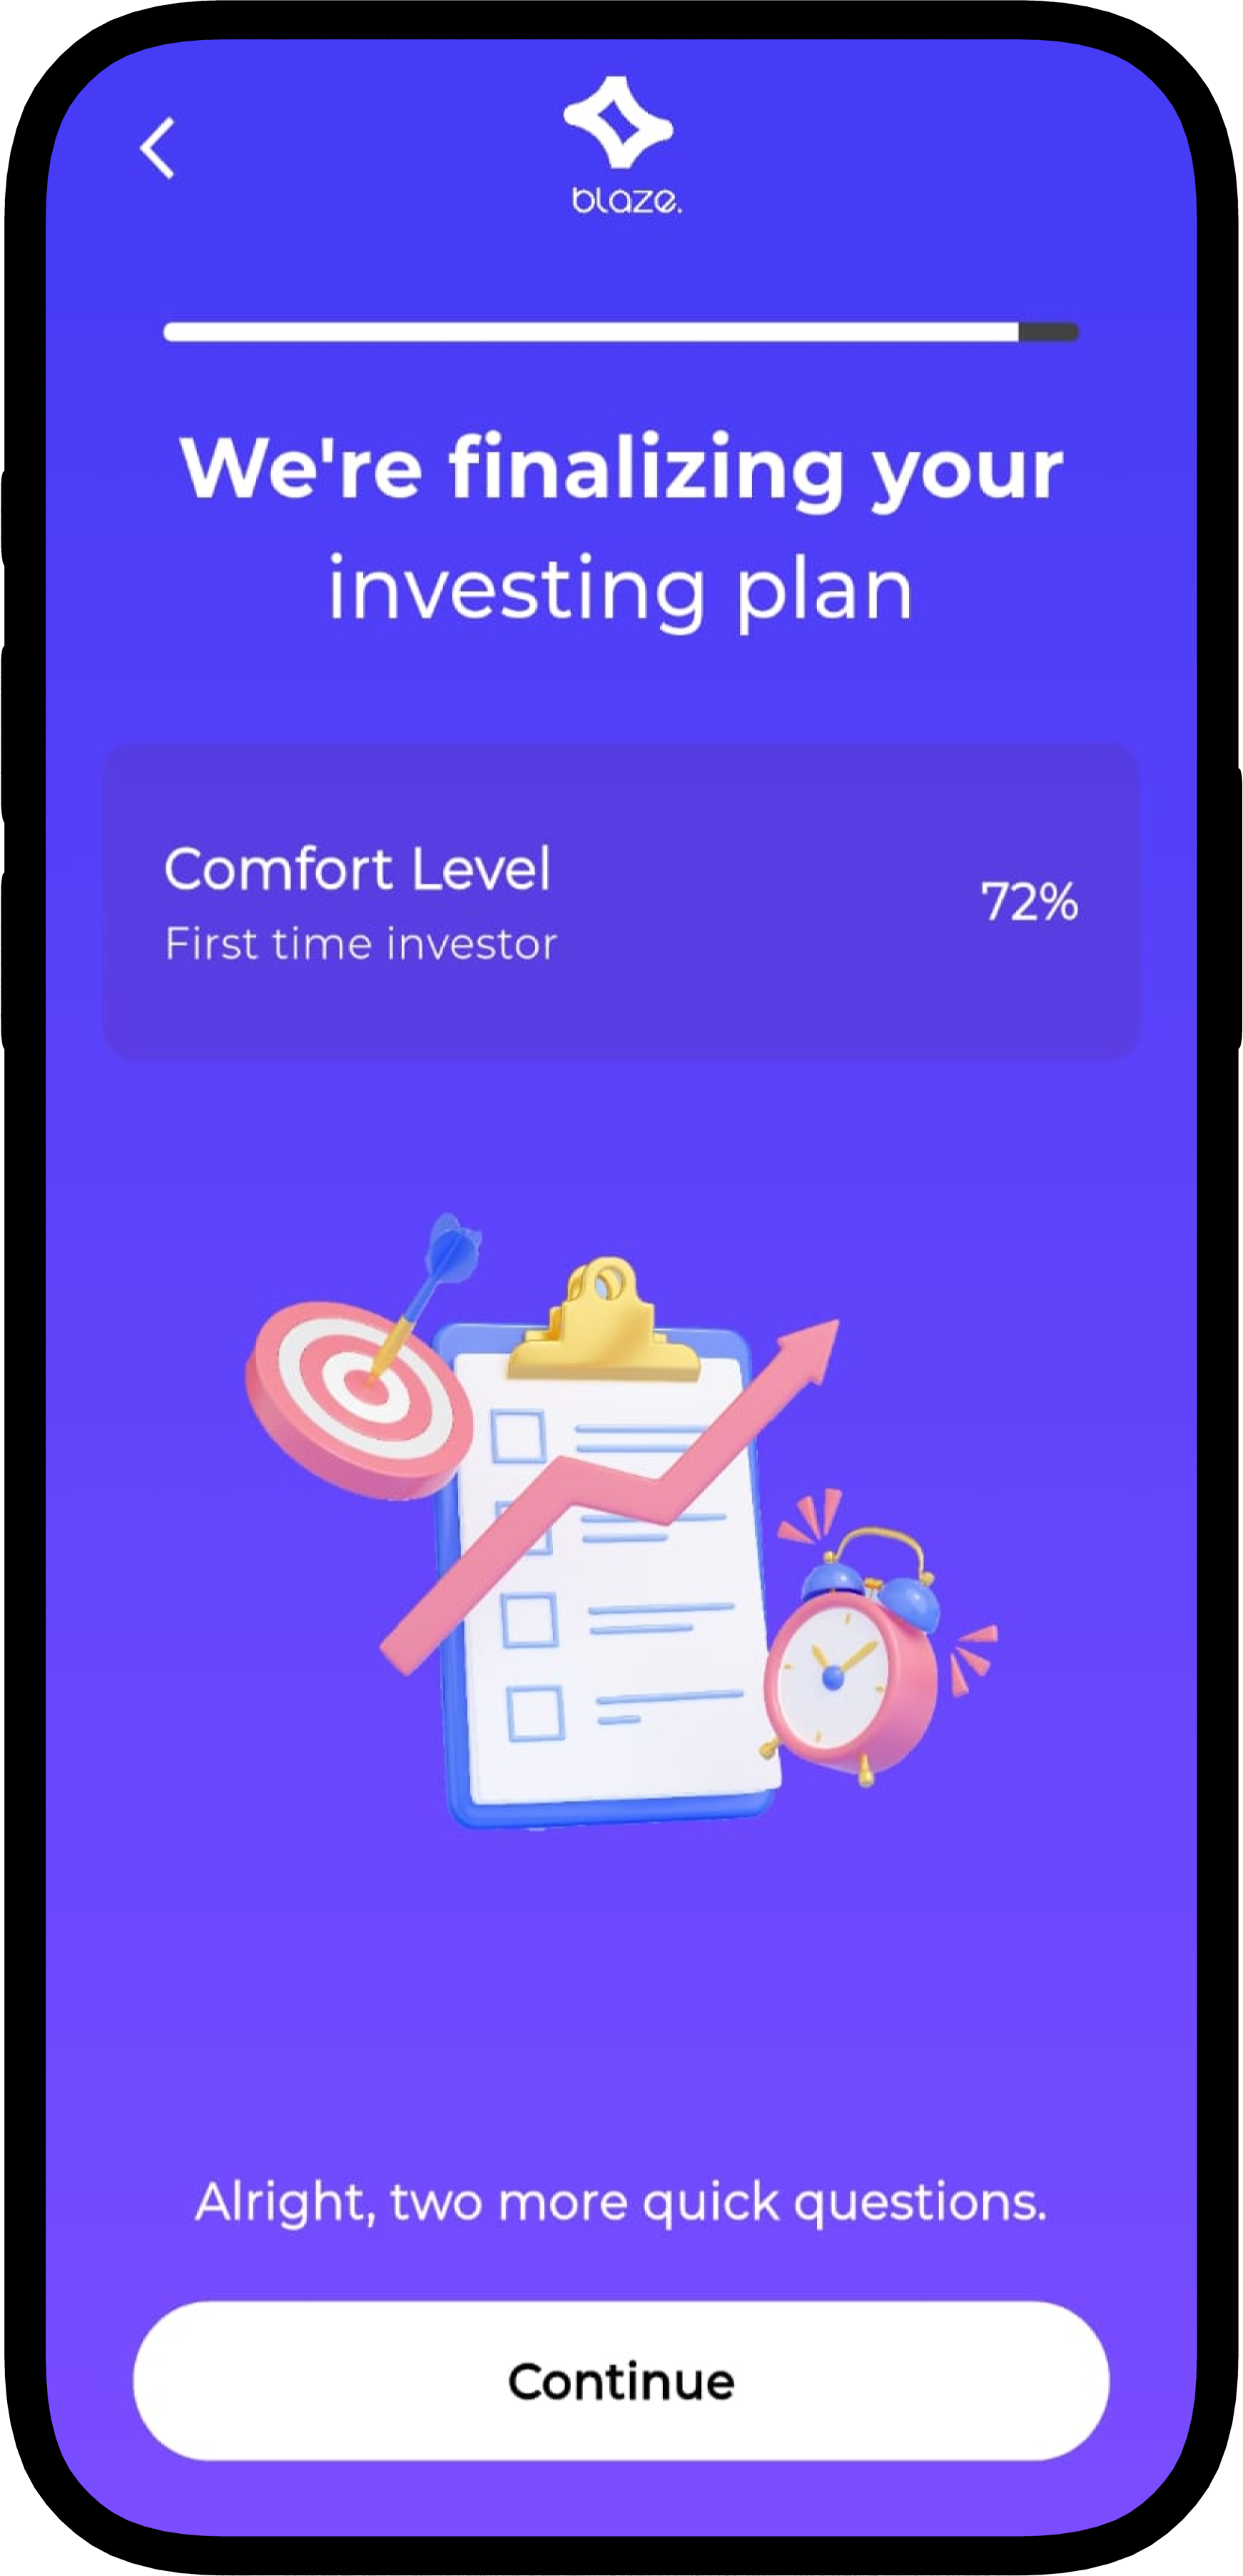 blaze.
We're finalizing your
investing plan
Comfort Level
72%
First time investor
Alright, two more quick questions.
Continue